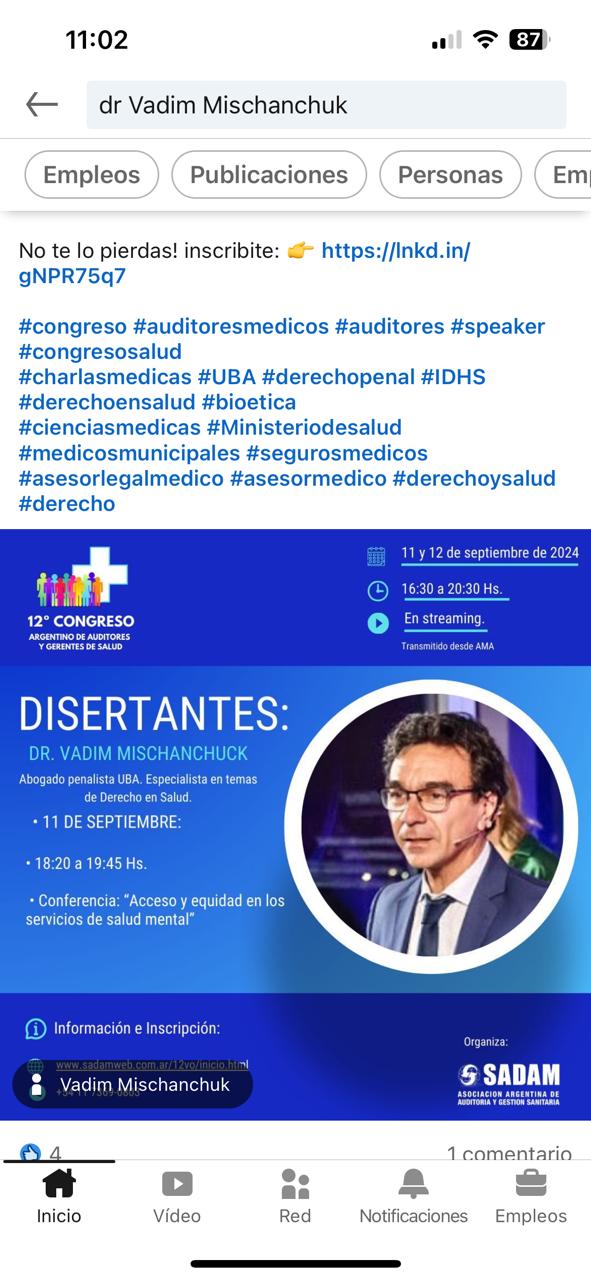 11:02
87
dr Vadim Mischanchuk
Empleos
Publicaciones
Personas
Emp
No te lo pierdas! inscribite: 👉 https://lnkd.in/
gNPR75q7
#congreso #auditoresmedicos #auditores #speaker
#congresosalud
#charlasmedicas #UBA #derechopenal #IDHS
#derechoensalud #bioetica
#cienciasmedicas #Ministeriodesalud
#medicosmunicipales #segurosmedicos
#asesorlegalmedico #asesormedico #derechoysalud
#derecho
12° CONGRESO
ARGENTINO DE AUDITORES
Y GERENTES DE SALUD
11 y 12 de septiembre de 2024
16:30 a 20:30 Hs.
En streaming.
Transmitido desde AMA
DISERTANTES:
DR. VADIM MISCHANCHUCK
Abogado penalista UBA. Especialista en temas
de Derecho en Salud.
• 11 DE SEPTIEMBRE:
• 18:20 a 19:45 Hs.
• Conferencia: “Acceso y equidad en los
servicios de salud mental”
Información e Inscripción:
www.sadamweb.com.ar/12vo/inicio.html
Vadim Mischanchuk
Organiza:
SADAM
ASOCIACION ARGENTINA DE
AUDITORIA Y GESTION SANITARIA
4
1 comentario
Inicio
Vídeo
Red
Notificaciones
Empleos